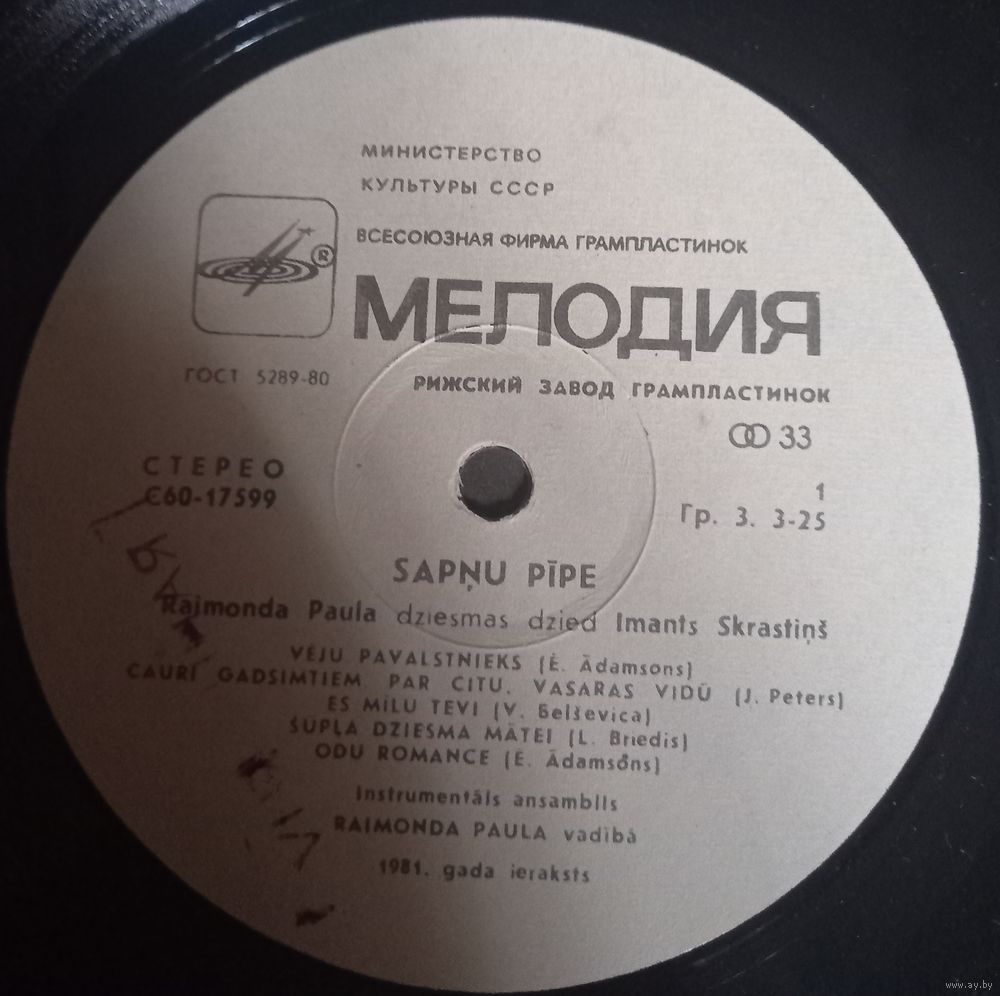 МИНИСТЕРСТВО
КУЛЬТУРЫ СССР
ВСЕСОЮЗНАЯ ФИРМА ГРАМПЛАСТИНОК
®
МЕЛОДИЯ
ГОСТ 5289-80
РИЖСКИЙ ЗАВОД ГРАМПЛАСТИНОК
33
СТЕРЕО
С60-17599
1
Гр. 3. 3-25
SAPŅU PĪPE
Raimonda Paula dziesmas dzied Imants Skrastiņš
VĒJU PAVALSTNIEKS (Ē. Ādamsons)
CAURI GADSIMTIEM PAR CITU. VASARAS VIDŪ (J. Peters)
ES MĪLU TEVI (V. Belševica)
ŠŪPĻA DZIESMA MĀTEI (L. Briedis)
ODU ROMANCE (Ē. Ādamsons)
Instrumentāls ansamblis
RAIMONDA PAULA vadībā
1981. gada ieraksts
www.ay.by